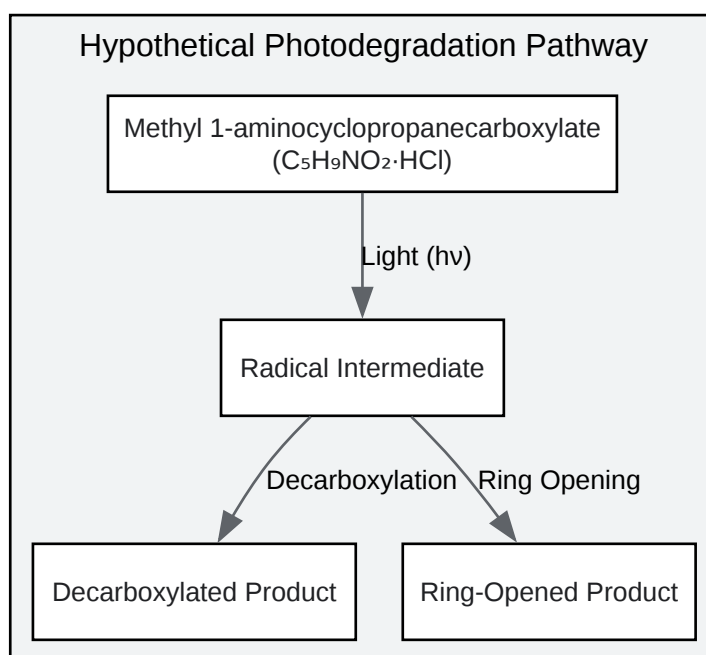 Hypothetical Photodegradation Pathway
Methyl 1-aminocyclopropanecarboxylate
(C₅H₉NO₂·HCl)
Light (hν)
Radical Intermediate
Decarboxylation
Ring Opening
Decarboxylated Product
Ring-Opened Product